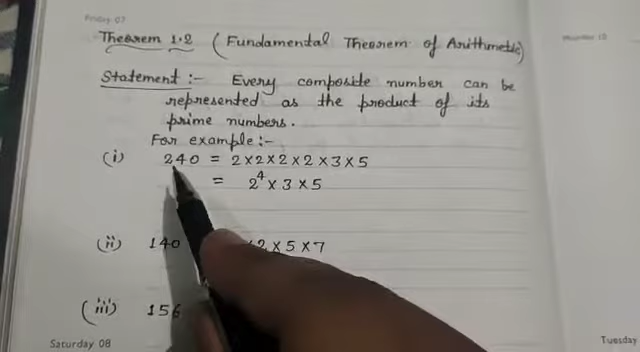 Friday 07
Theorem 1.2 (Fundamental Theorem of Arithmetic)
Statement :- Every composite number can be
represented as the product of its
prime numbers.
For example :-
(i) 240 = 2×2×2×2×3×5
= 2⁴×3×5
(ii) 140 ×2×5×7
(iii) 156
Saturday 08
Tuesday